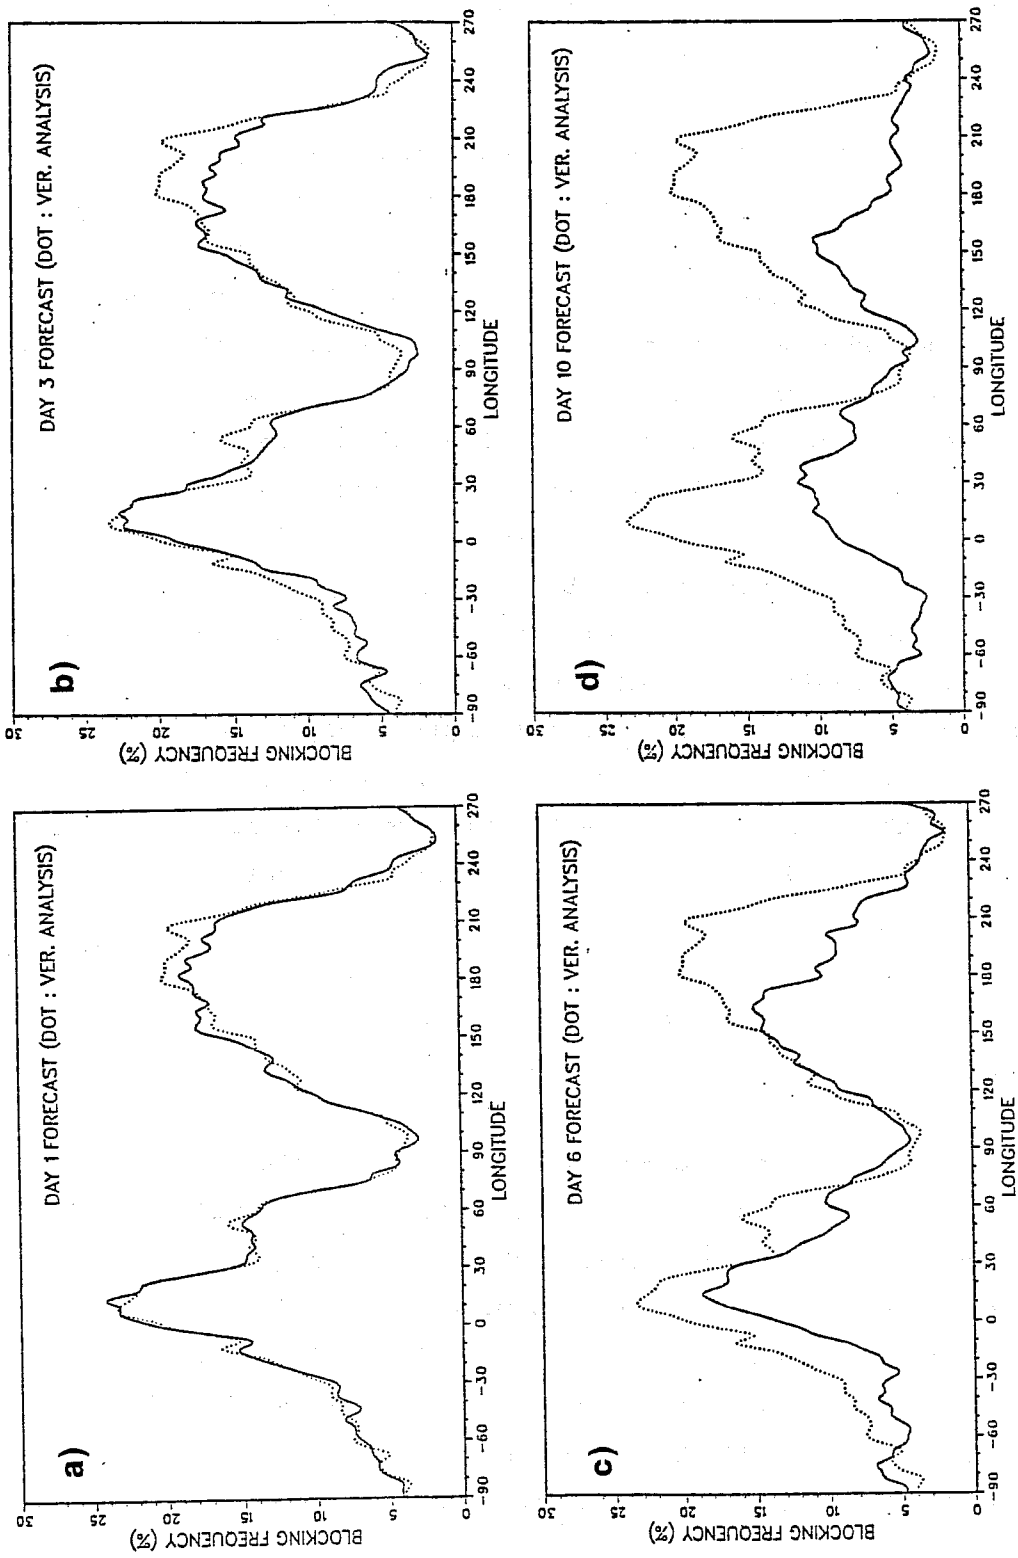 a)
DAY 1 FORECAST (DOT : VER. ANALYSIS)
BLOCKING FREQUENCY (%)
30
25
20
15
10
5
0
-90 -60 -30 0 30 60 90 120 150 180 210 240 270
LONGITUDE
b)
DAY 3 FORECAST (DOT : VER. ANALYSIS)
BLOCKING FREQUENCY (%)
30
25
20
15
10
5
0
-90 -60 -30 0 30 60 90 120 150 180 210 240 270
LONGITUDE
c)
DAY 6 FORECAST (DOT : VER. ANALYSIS)
BLOCKING FREQUENCY (%)
30
25
20
15
10
5
0
-90 -60 -30 0 30 60 90 120 150 180 210 240 270
LONGITUDE
d)
DAY 10 FORECAST (DOT : VER. ANALYSIS)
BLOCKING FREQUENCY (%)
30
25
20
15
10
5
0
-90 -60 -30 0 30 60 90 120 150 180 210 240 270
LONGITUDE